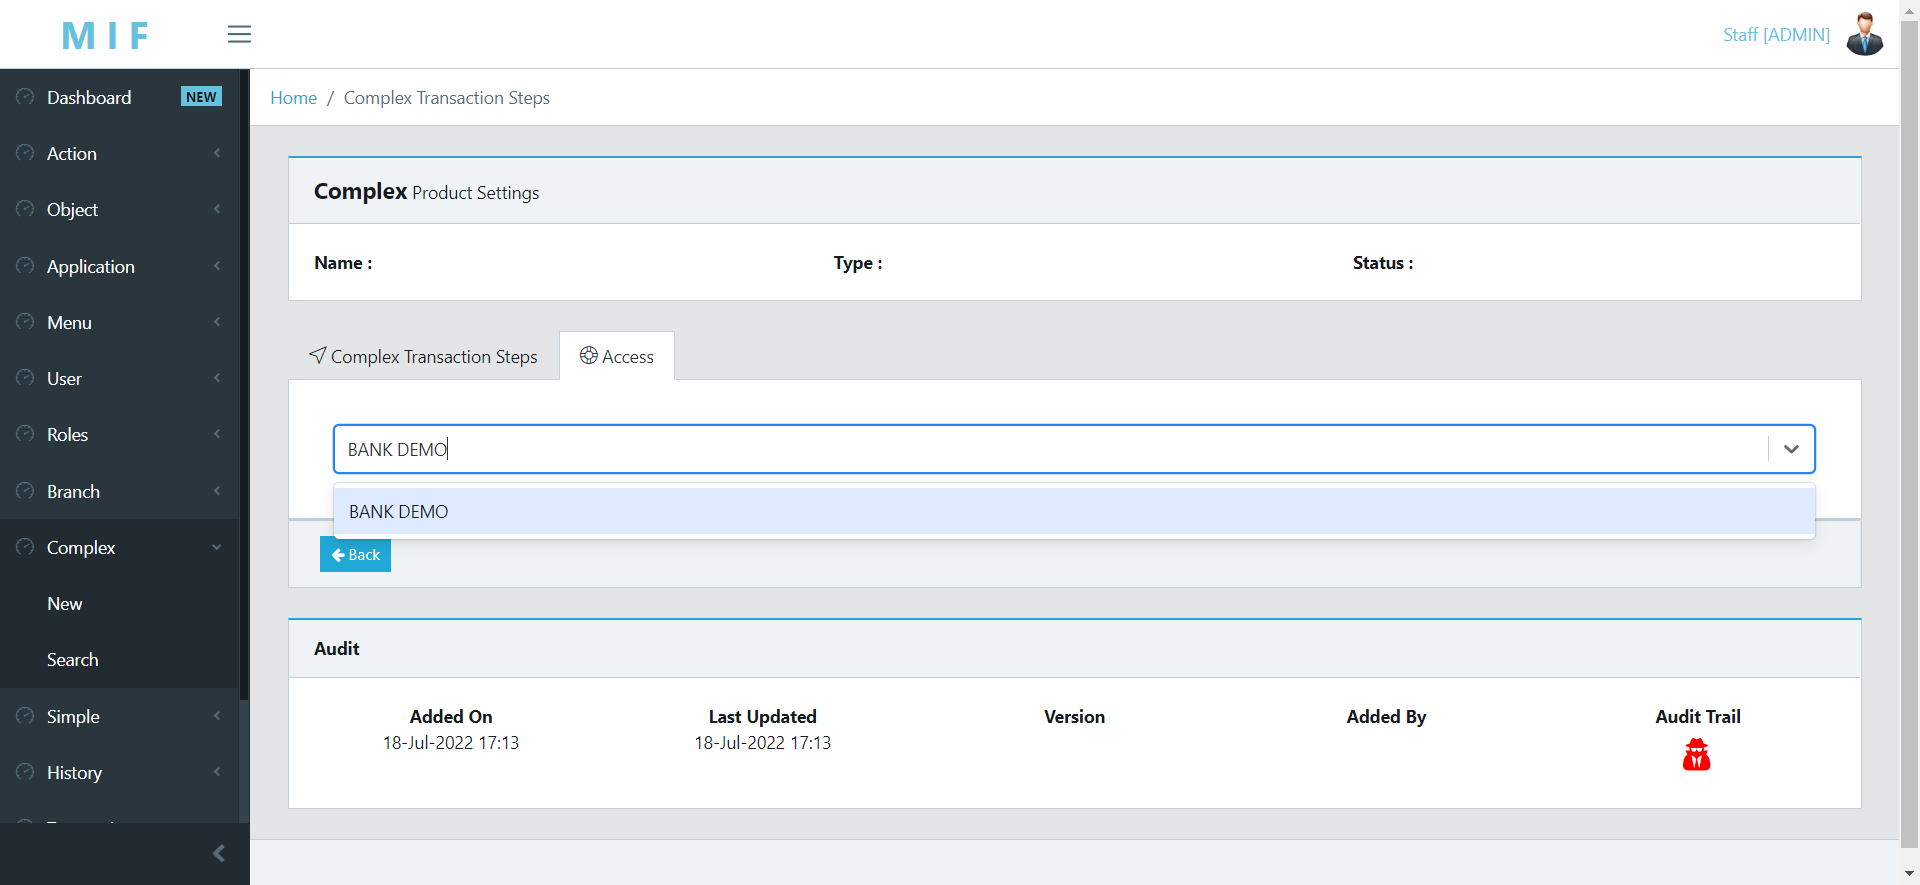 M I F
Staff [ADMIN]
Dashboard NEW
Action
Object
Application
Menu
User
Roles
Branch
Complex
New
Search
Simple
History
Home / Complex Transaction Steps
Complex Product Settings
Name : Type : Status :
Complex Transaction Steps Access
BANK DEMO
BANK DEMO
Back
Audit
Added On Last Updated Version Added By Audit Trail
18-Jul-2022 17:13 18-Jul-2022 17:13